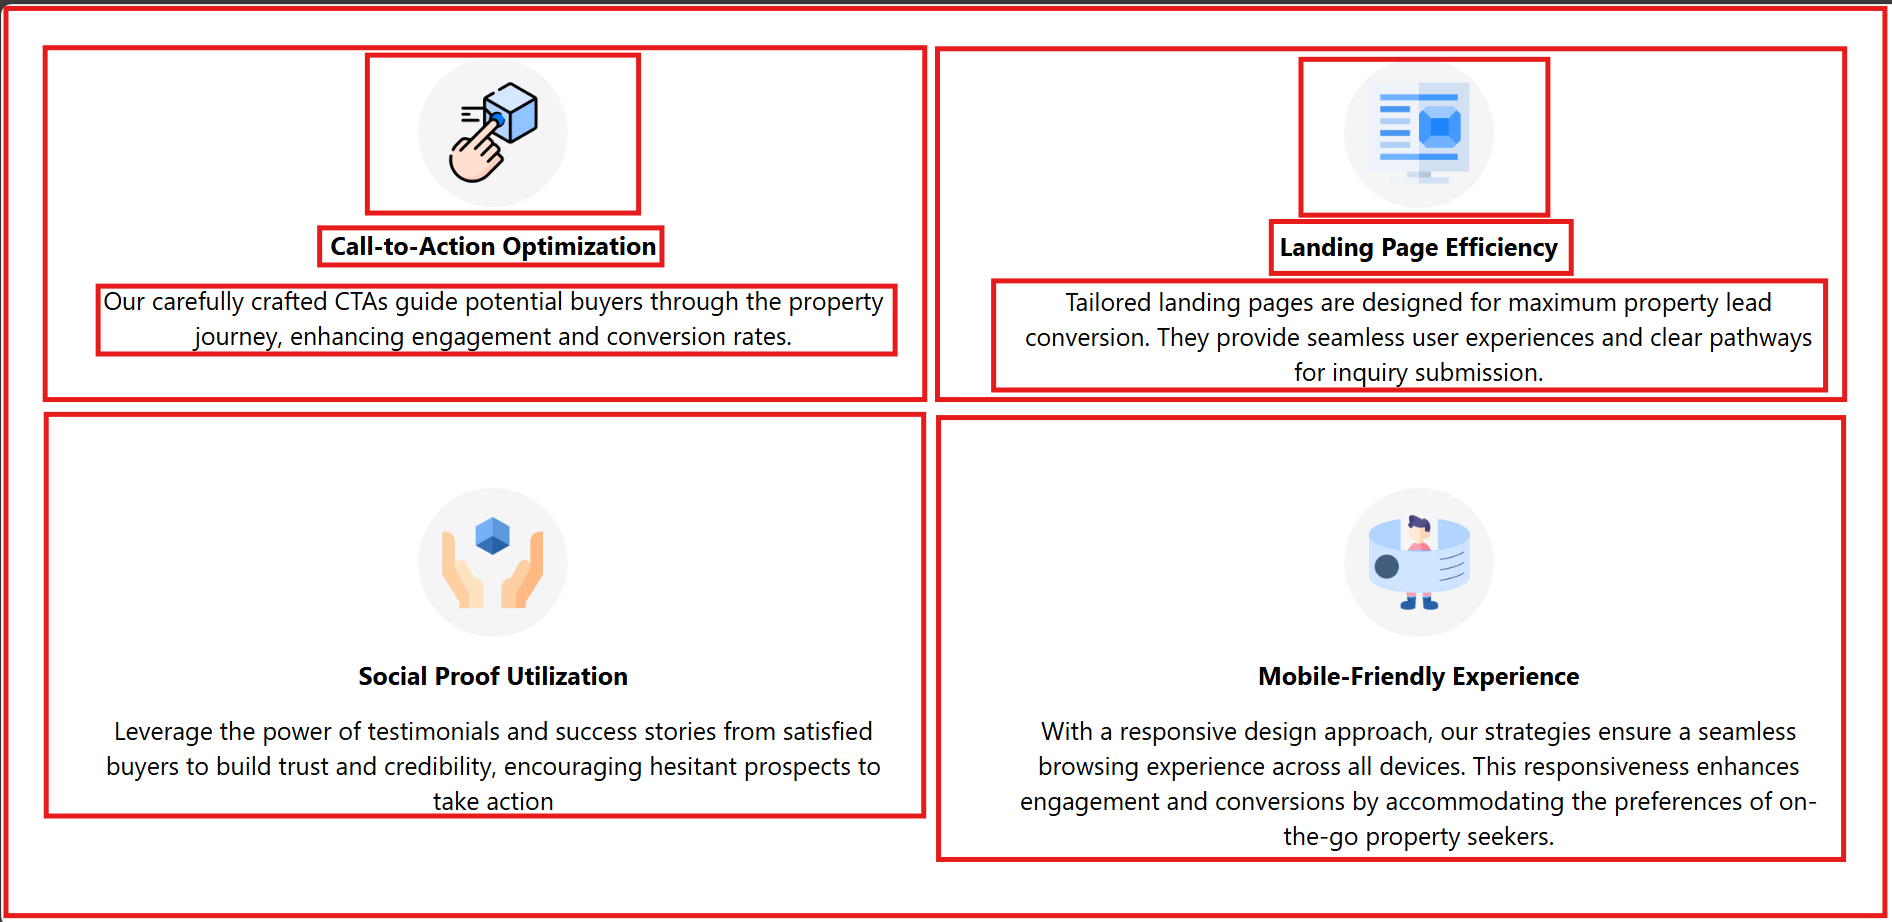 Call-to-Action Optimization
Our carefully crafted CTAs guide potential buyers through the property
journey, enhancing engagement and conversion rates.
Landing Page Efficiency
Tailored landing pages are designed for maximum property lead
conversion. They provide seamless user experiences and clear pathways
for inquiry submission.
Social Proof Utilization
Leverage the power of testimonials and success stories from satisfied
buyers to build trust and credibility, encouraging hesitant prospects to
take action
Mobile-Friendly Experience
With a responsive design approach, our strategies ensure a seamless
browsing experience across all devices. This responsiveness enhances
engagement and conversions by accommodating the preferences of on-
the-go property seekers.